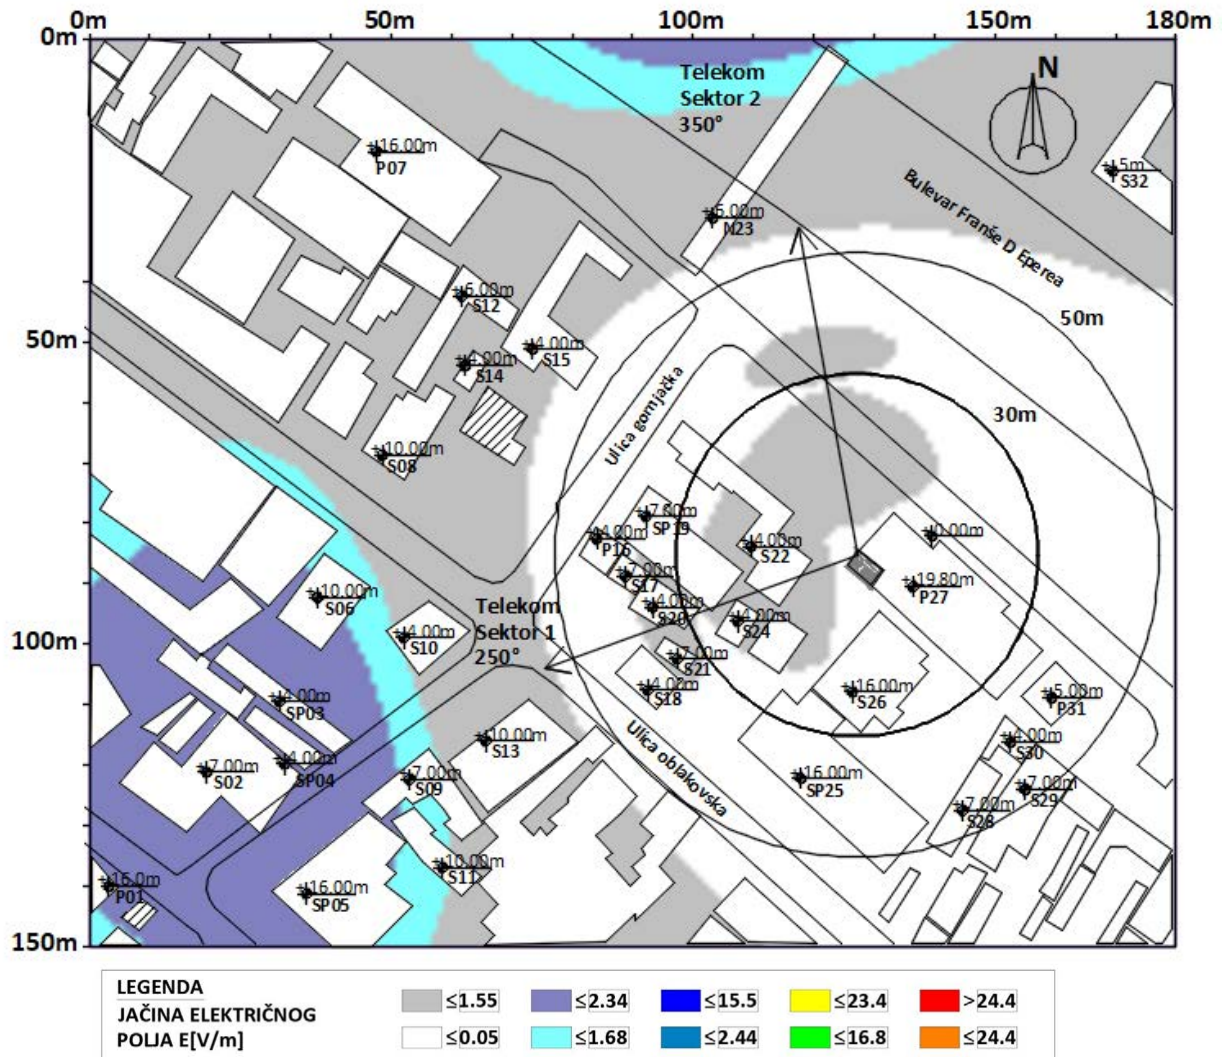 0m 50m 100m 150m 180m
0m
Telekom
Sektor 2
350°
N
+16.00m
P07
+5m
S32
Bulevar Franše D Eperea
+5.00m
N23
+6.00m
S12
50m
50m
+4.00m
S15
+4.00m
S14
30m
Ulica gornjačka
+10.00m
S08
+7.00m
SP19
+4.00m
P16
+0.00m
+4.00m
S22
+7.00m
S17
+19.80m
P27
+10.00m
S06
+4.00m
S20
+4.00m
S24
Telekom
Sektor 1
250°
100m
+4.00m
S10
+7.00m
S21
+4.00m
S18
+16.00m
S26
+5.00m
P31
+4.00m
SP03
+10.00m
S13
+4.00m
S30
Ulica oblakovska
+7.00m
S02
+4.00m
SP04
+7.00m
S09
+16.00m
SP25
+7.00m
S29
+7.00m
S28
+10.00m
S11
+16.0m
P01
+16.00m
SP05
150m
LEGENDA
JAČINA ELEKTRIČNOG
POLJA E[V/m]
≤1.55 ≤2.34 ≤15.5 ≤23.4 >24.4
≤0.05 ≤1.68 ≤2.44 ≤16.8 ≤24.4